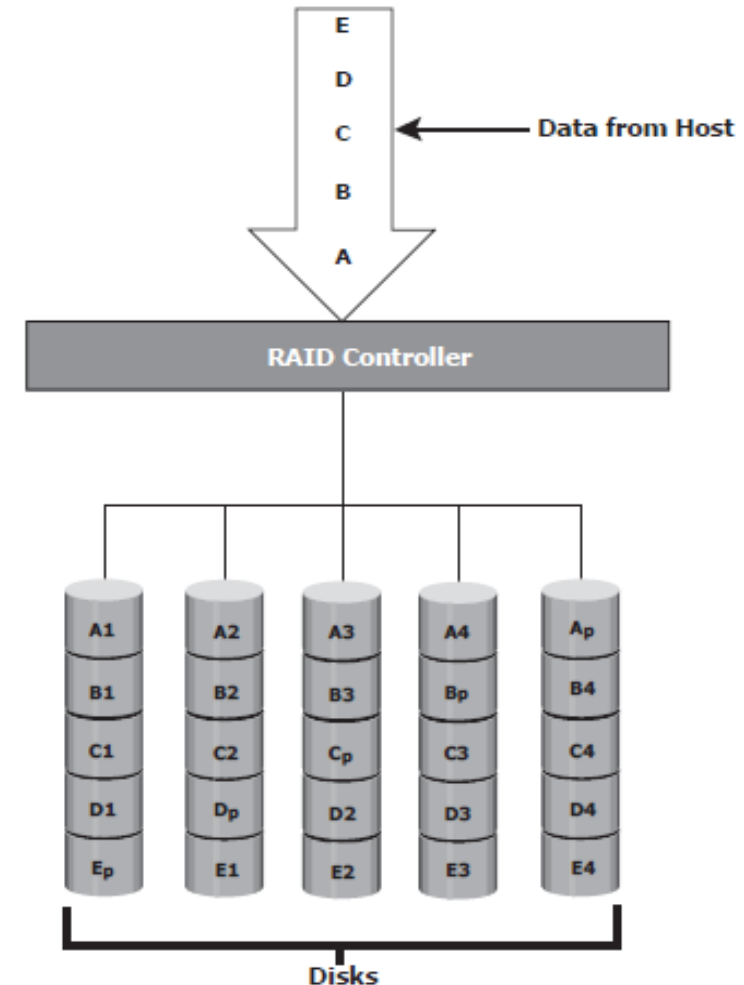 E
D
C
Data from Host
B
A
RAID Controller
A1 A2 A3 A4 Ap
B1 B2 B3 Bp B4
C1 C2 Cp C3 C4
D1 Dp D2 D3 D4
Ep E1 E2 E3 E4
Disks